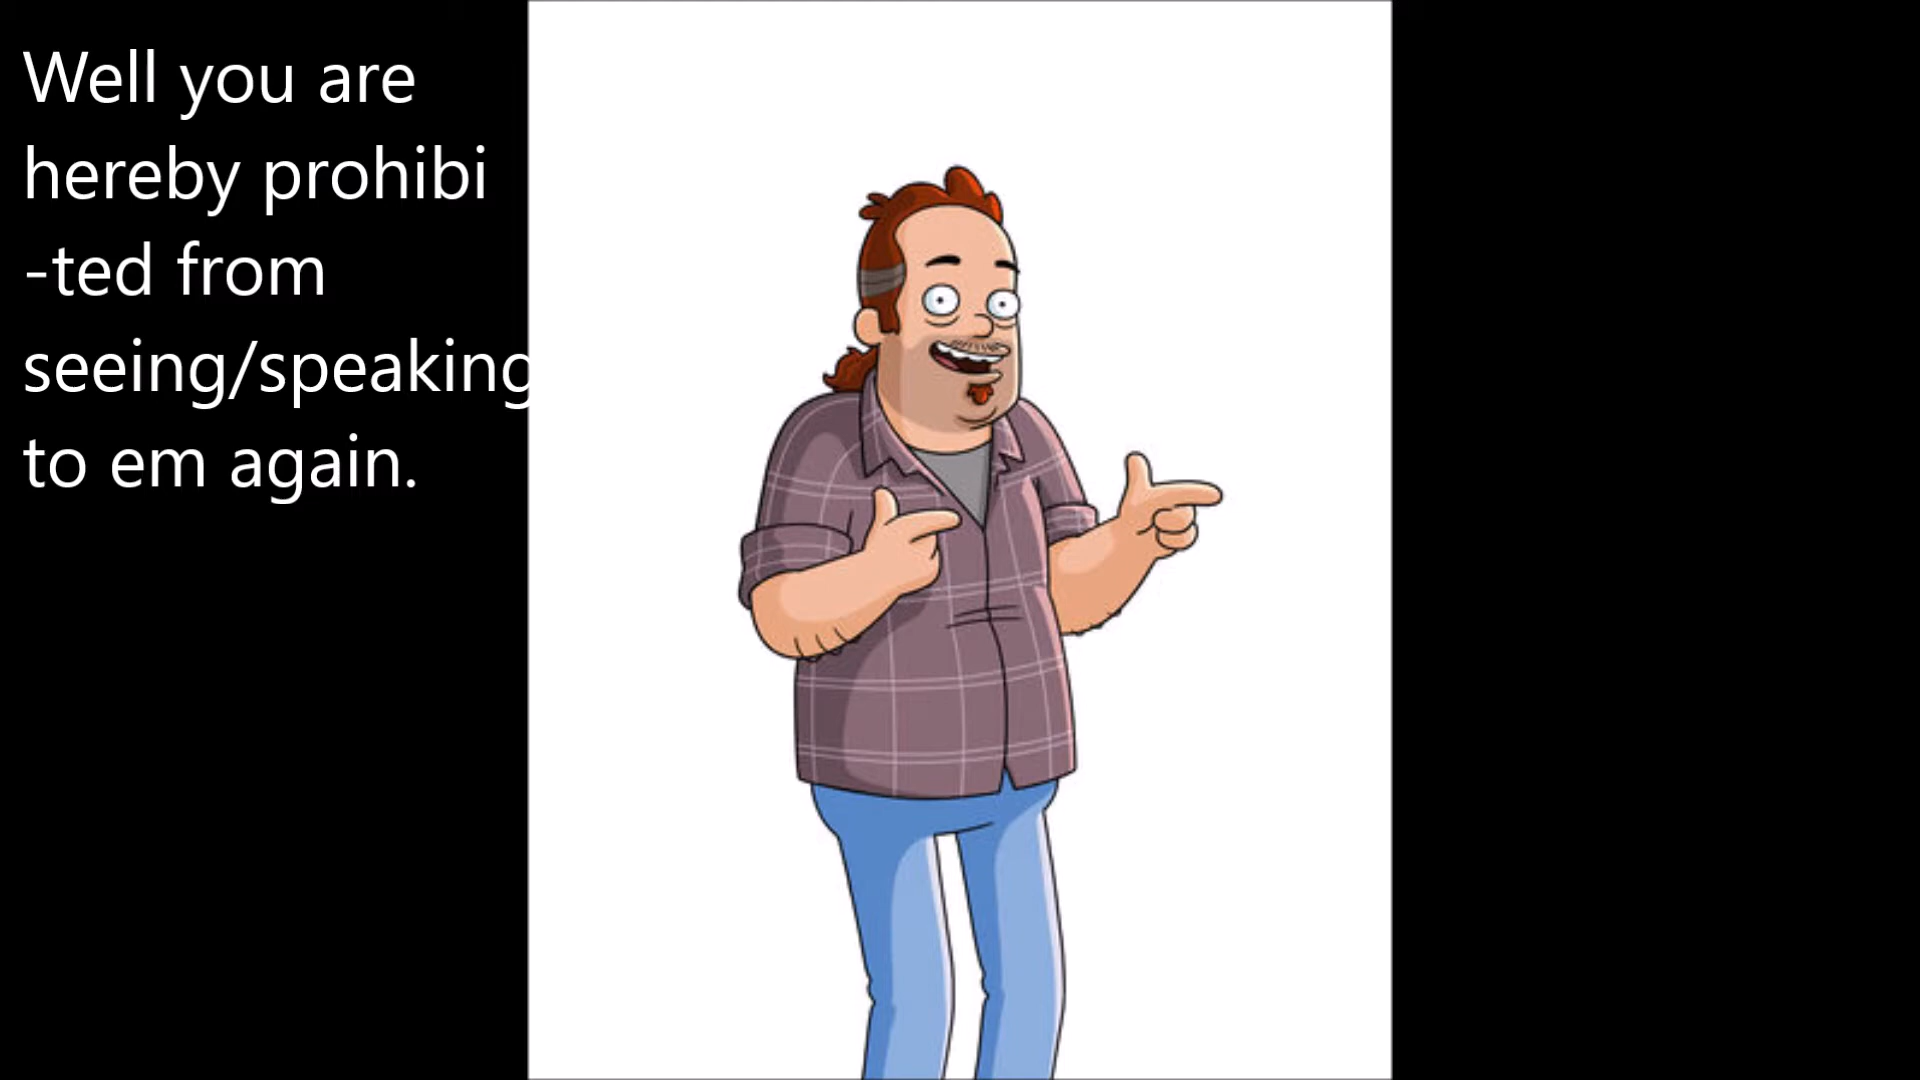 Well you are
hereby prohibi
-ted from
seeing/speaking
to em again.